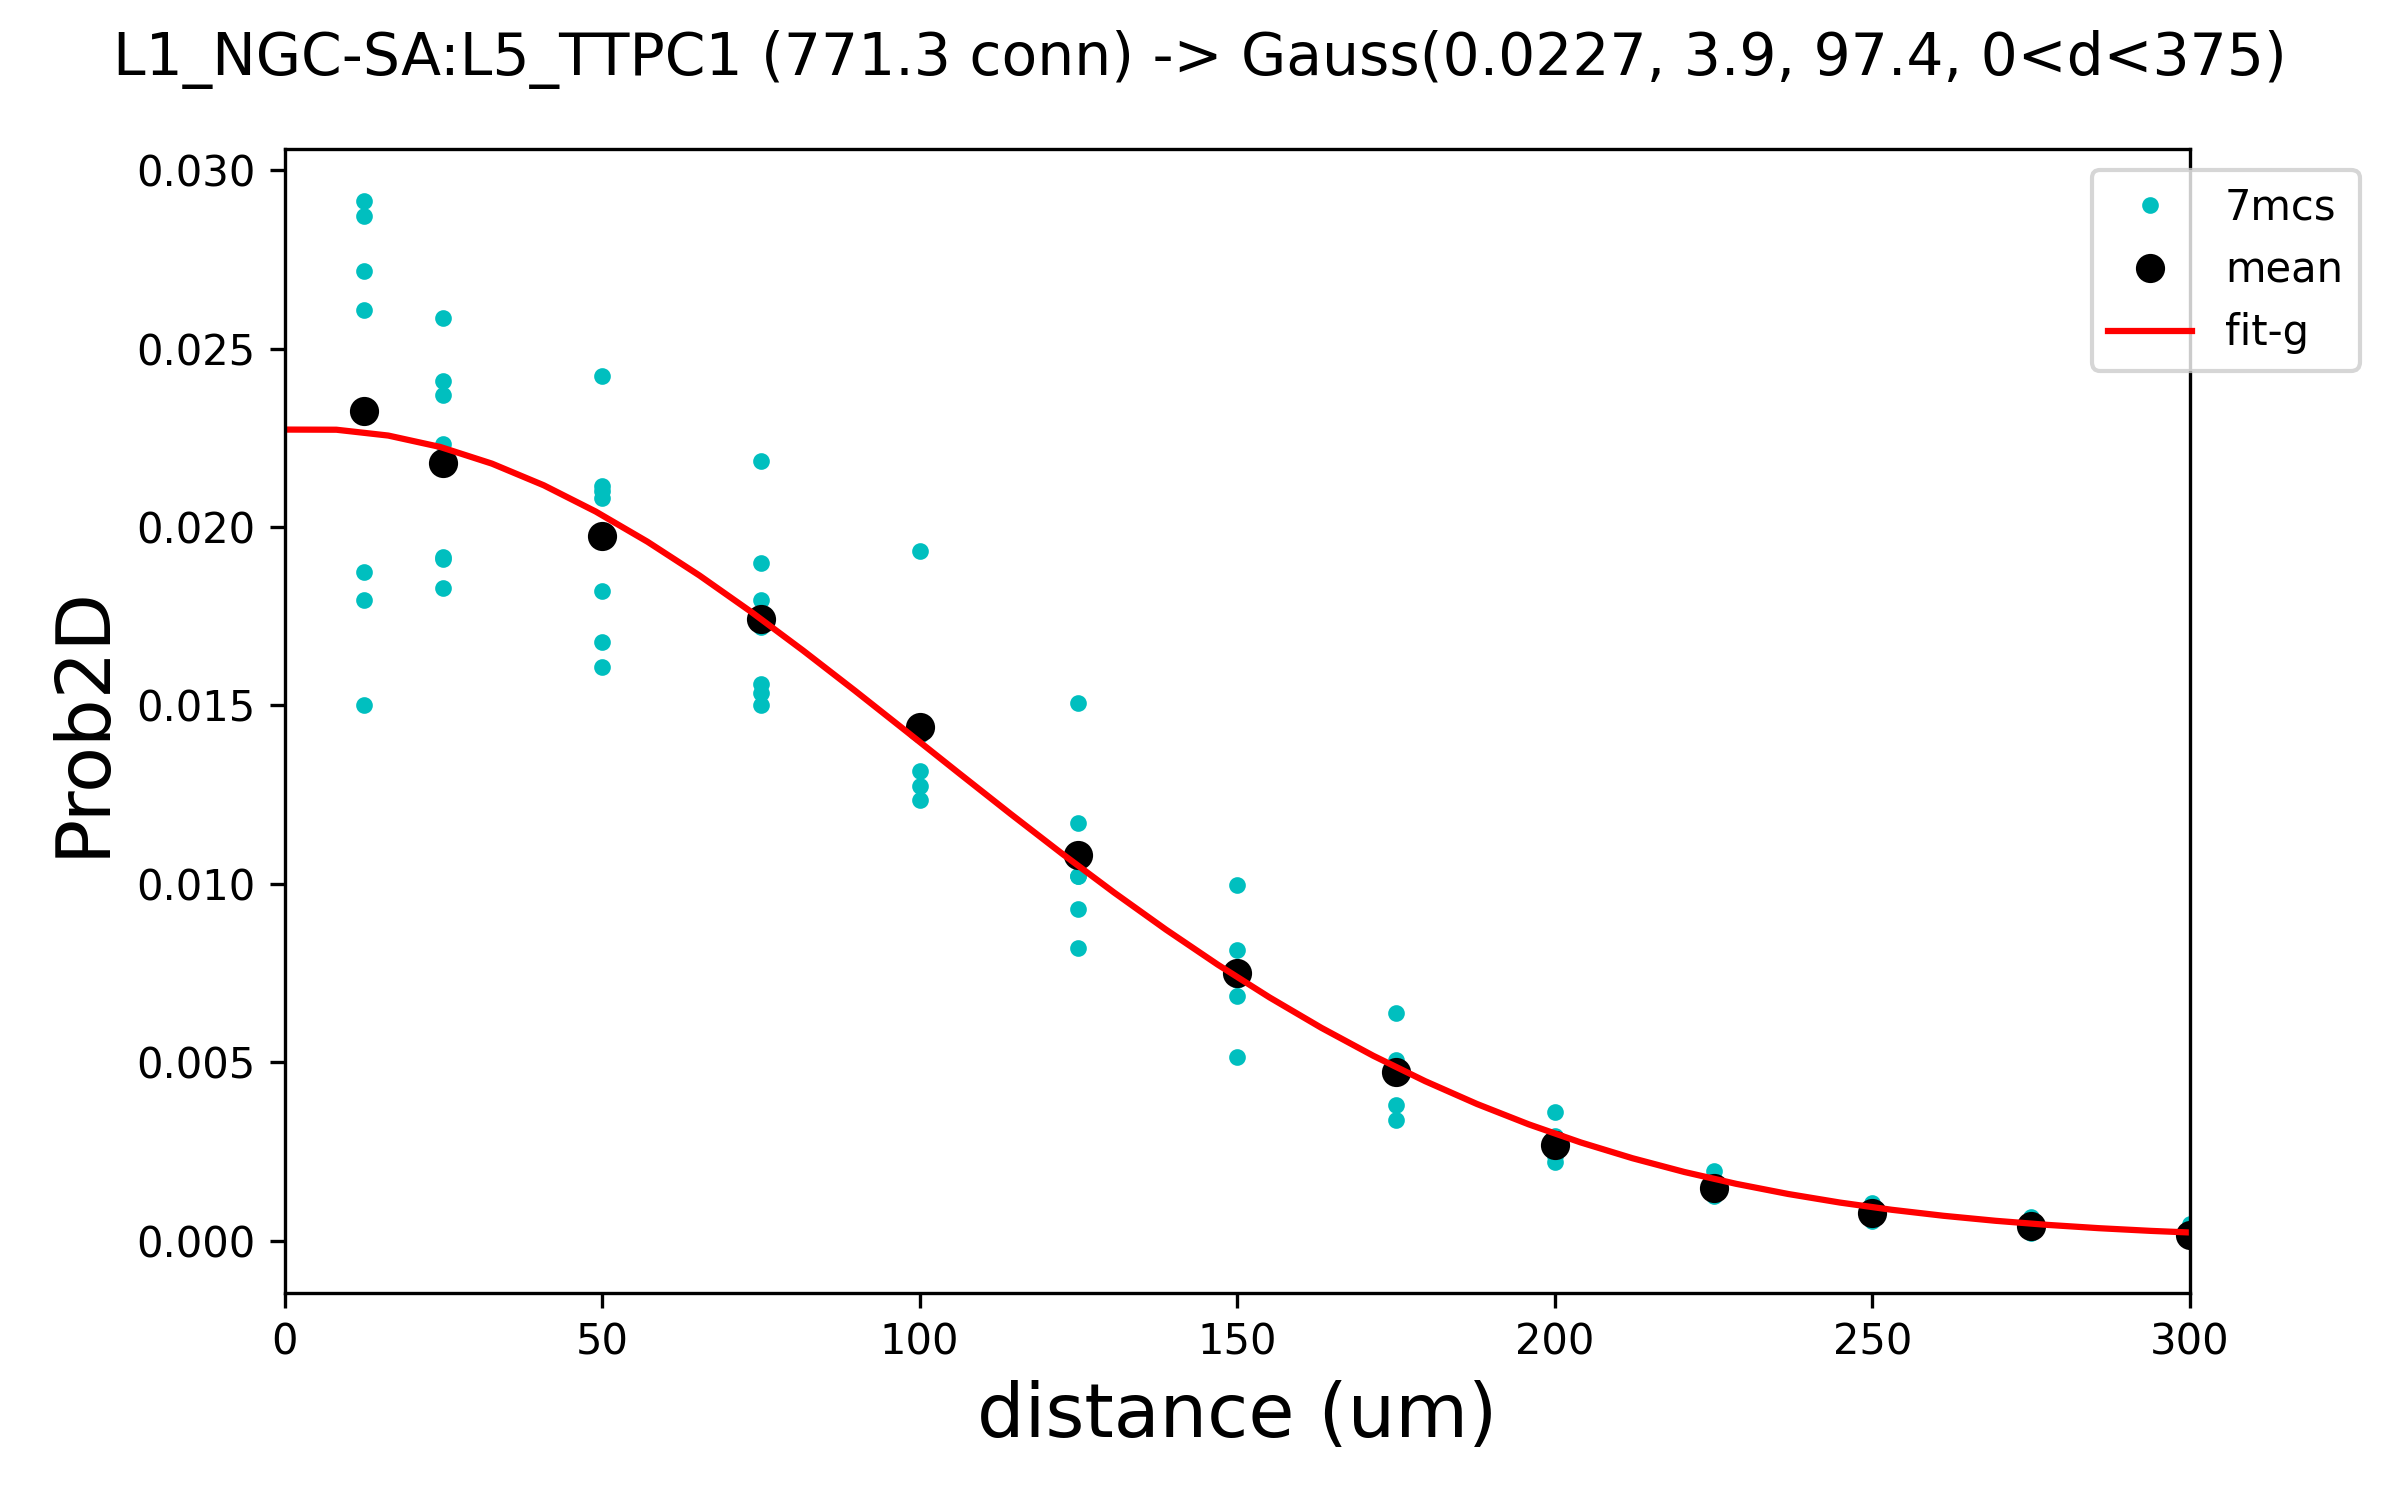 L1_NGC-SA:L5_TTPC1 (771.3 conn) -> Gauss(0.0227, 3.9, 97.4, 0<d<375)
0.030
0.025
0.020
0.015
0.010
0.005
0.000
Prob2D
7mcs
mean
fit-g
0 50 100 150 200 250 300
distance (um)